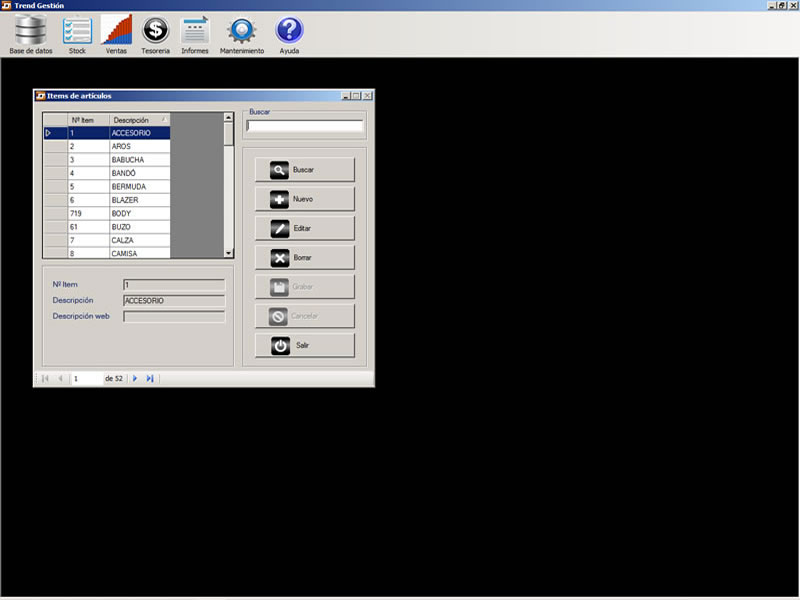 Trend Gestión
Base de datos Stock Ventas Tesoreria Informes Mantenimiento Ayuda
Items de artículos
Buscar
Nº Item Descripción
1 ACCESORIO
2 AROS
3 BABUCHA
4 BANDÓ
5 BERMUDA
6 BLAZER
719 BODY
61 BUZO
7 CALZA
8 CAMISA
Buscar
Nuevo
Editar
Borrar
Grabar
Cancelar
Salir
Nº Item 1
Descripción ACCESORIO
Descripción web
1 de 52